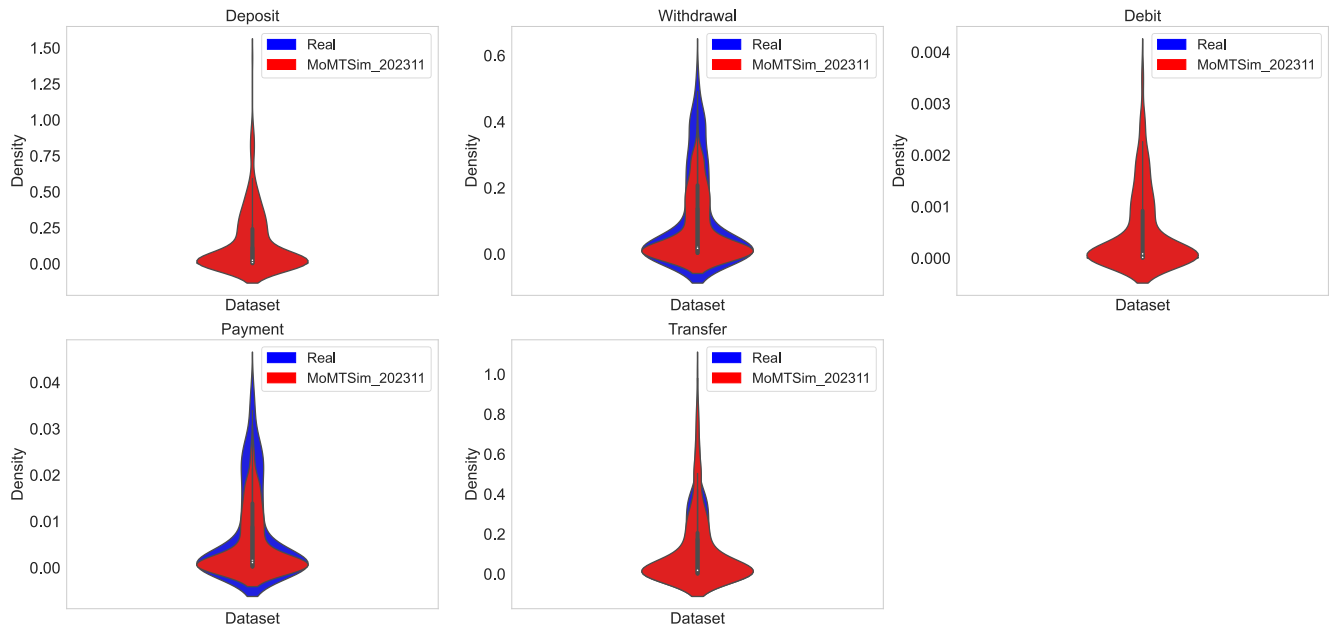 Deposit
Density
1.50
1.25
1.00
0.75
0.50
0.25
0.00
Real
MoMTSim_202311
Dataset
Withdrawal
Density
0.6
0.4
0.2
0.0
Real
MoMTSim_202311
Dataset
Debit
Density
0.004
0.003
0.002
0.001
0.000
Real
MoMTSim_202311
Dataset
Payment
Density
0.04
0.03
0.02
0.01
0.00
Real
MoMTSim_202311
Dataset
Transfer
Density
1.0
0.8
0.6
0.4
0.2
0.0
Real
MoMTSim_202311
Dataset